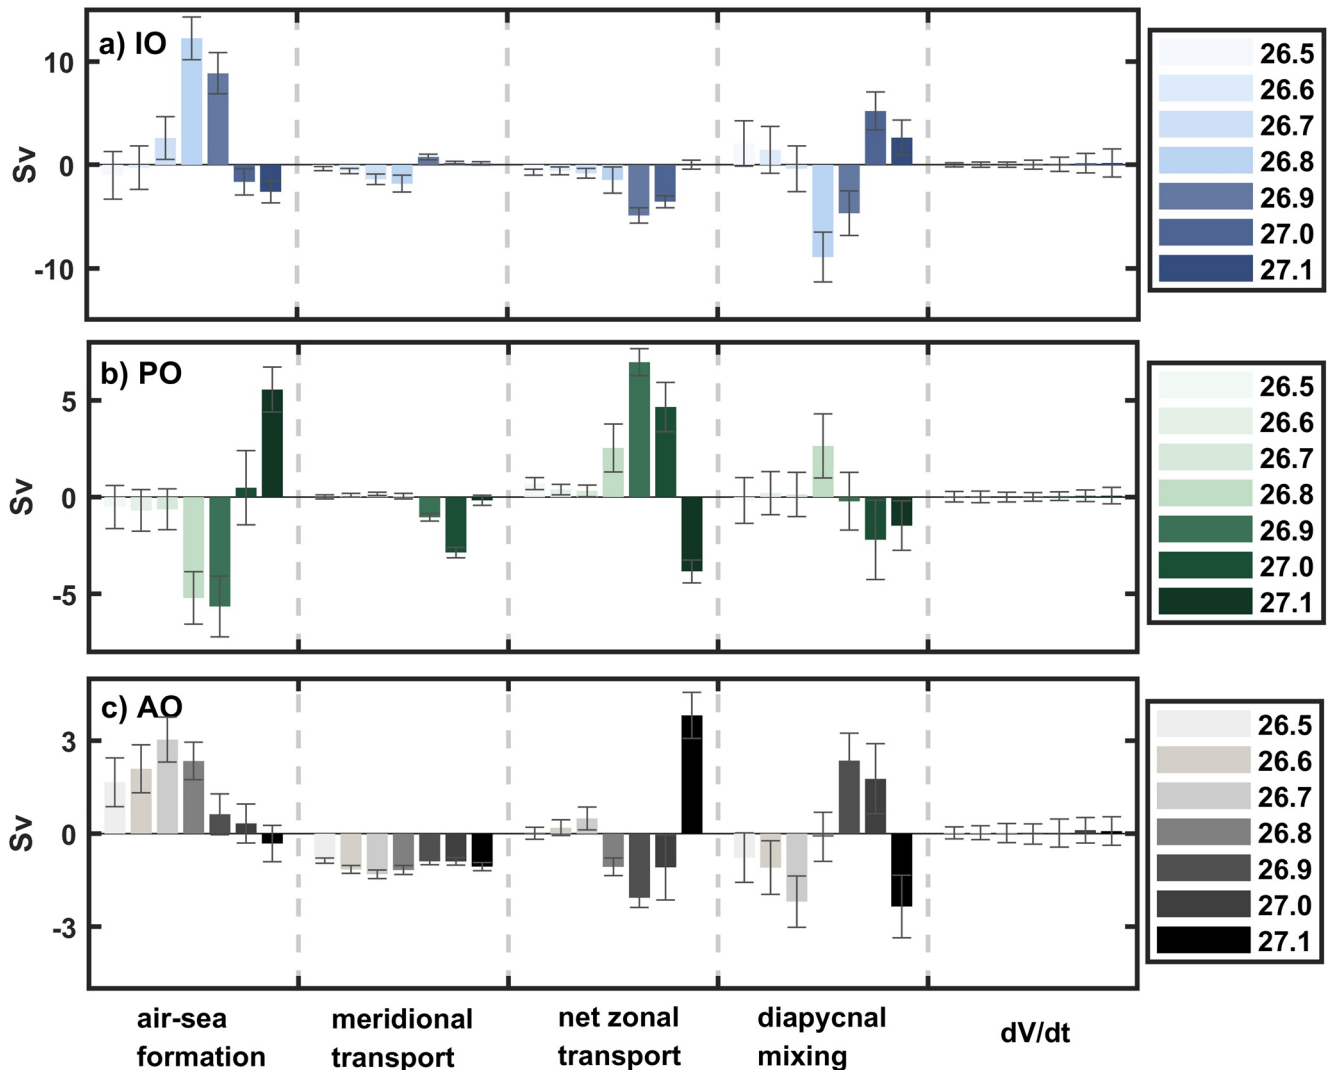 a) IO
Sv
10
0
-10
26.5
26.6
26.7
26.8
26.9
27.0
27.1
b) PO
Sv
5
0
-5
26.5
26.6
26.7
26.8
26.9
27.0
27.1
c) AO
Sv
3
0
-3
26.5
26.6
26.7
26.8
26.9
27.0
27.1
air-sea
formation
meridional
transport
net zonal
transport
diapycnal
mixing
dV/dt